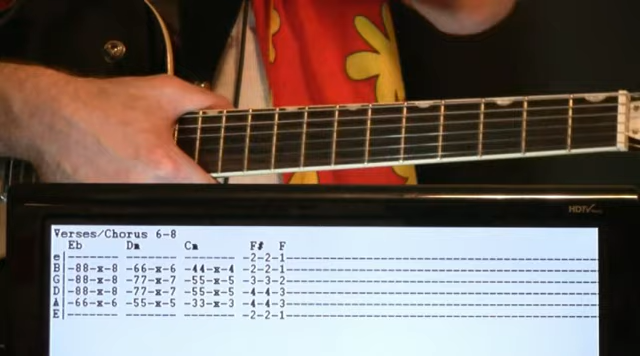 HDTV
Verses/Chorus 6-8
Eb Dm Cm F# F
e|------- ------- ------- -2-2-1-----------------------------------------
B|-88-x-8 -66-x-6 -44-x-4 -2-2-1-----------------------------------------
G|-88-x-8 -77-x-7 -55-x-5 -3-3-2-----------------------------------------
D|-88-x-8 -77-x-7 -55-x-5 -4-4-3-----------------------------------------
A|-66-x-6 -55-x-5 -33-x-3 -4-4-3-----------------------------------------
E|------- ------- ------- -2-2-1-----------------------------------------